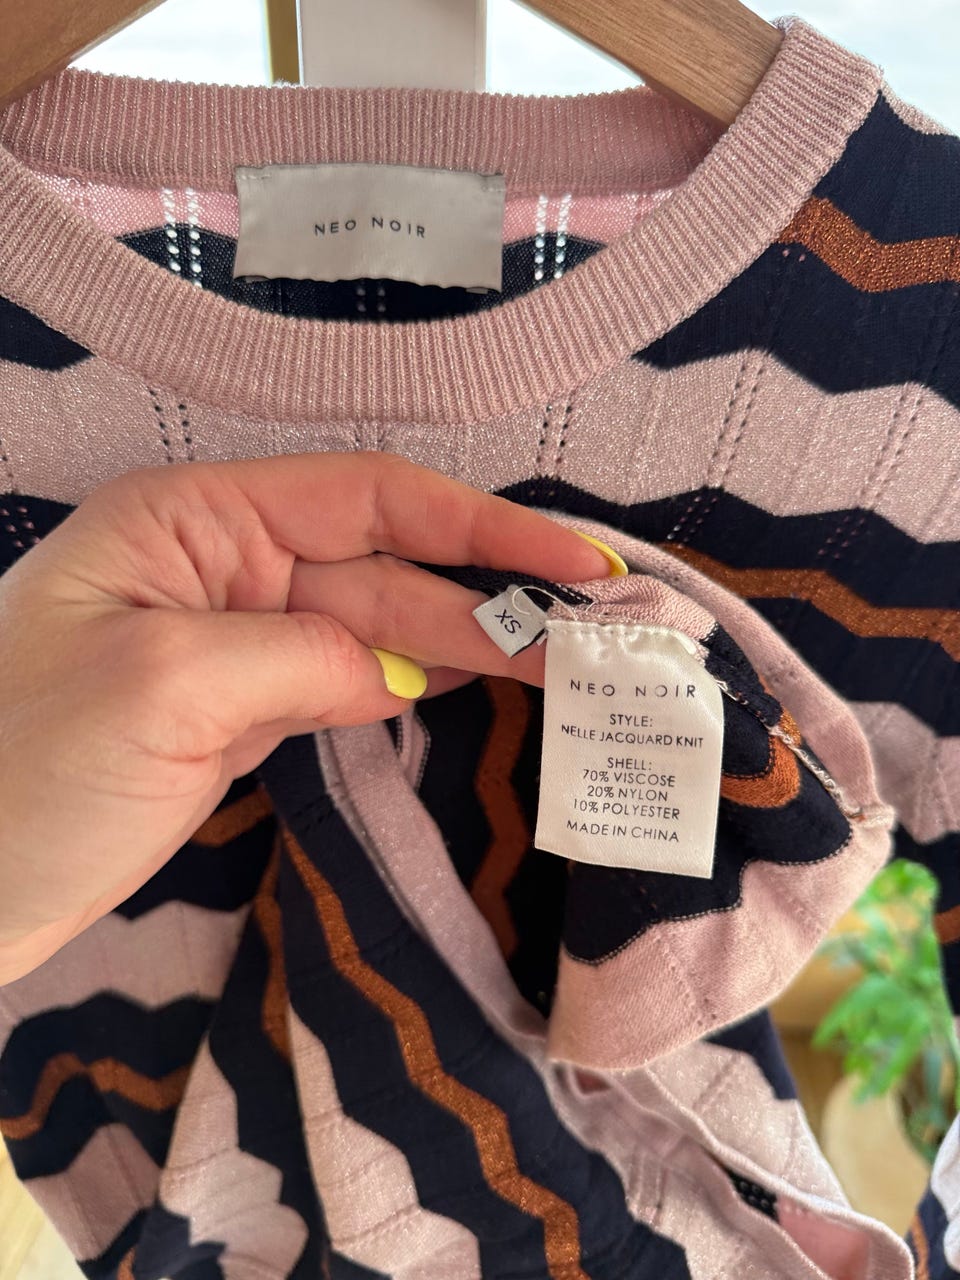 NEO NOIR
XS
NEO NOIR
STYLE:
NELLE JACQUARD KNIT
SHELL:
70% VISCOSE
20% NYLON
10% POLYESTER
MADE IN CHINA